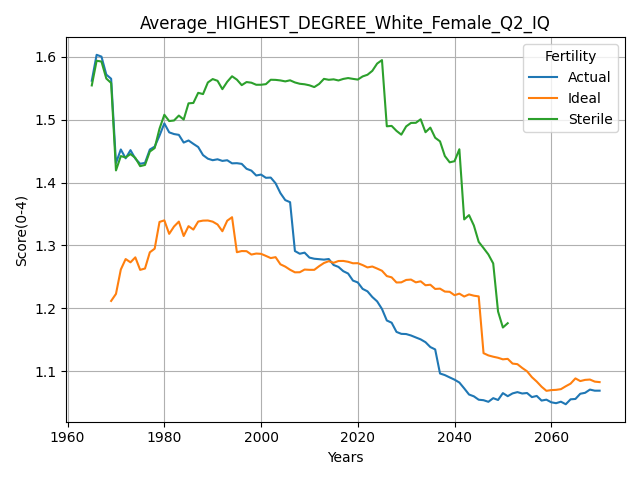 Average_HIGHEST_DEGREE_White_Female_Q2_IQ
Fertility
Actual
Ideal
Sterile
Score(0-4)
1.6
1.5
1.4
1.3
1.2
1.1
1960
1980
2000
2020
2040
2060
Years